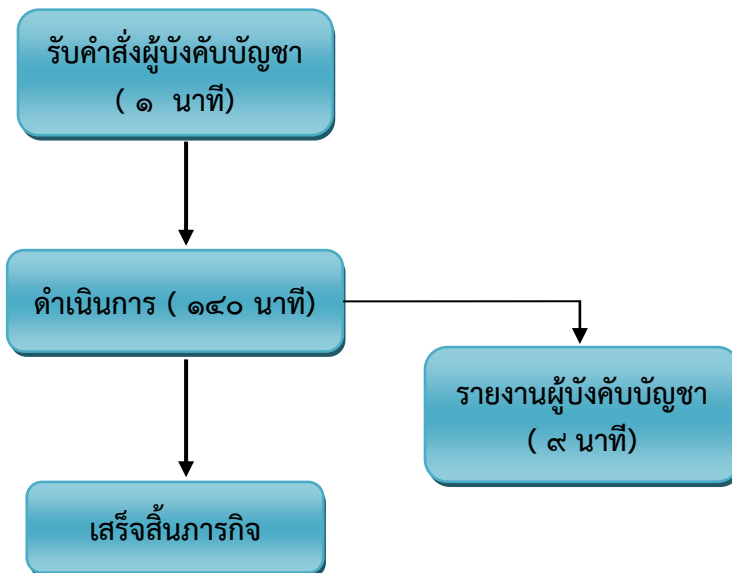 รับคำสั่งผู้บังคับบัญชา
( ๑ นาที)
ดำเนินการ ( ๑๔๐ นาที)
รายงานผู้บังคับบัญชา
( ๙ นาที)
เสร็จสิ้นภารกิจ